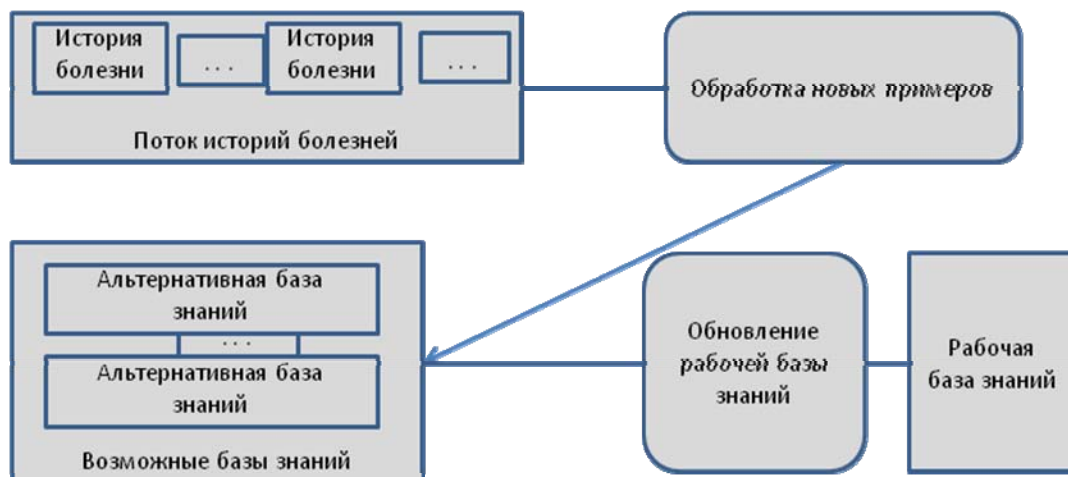 История
болезни
. . .
История
болезни
. . .
Поток историй болезней
Обработка новых примеров
Альтернативная база
знаний
. . .
Альтернативная база
знаний
Возможные базы знаний
Обновление
рабочей базы
знаний
Рабочая
база знаний